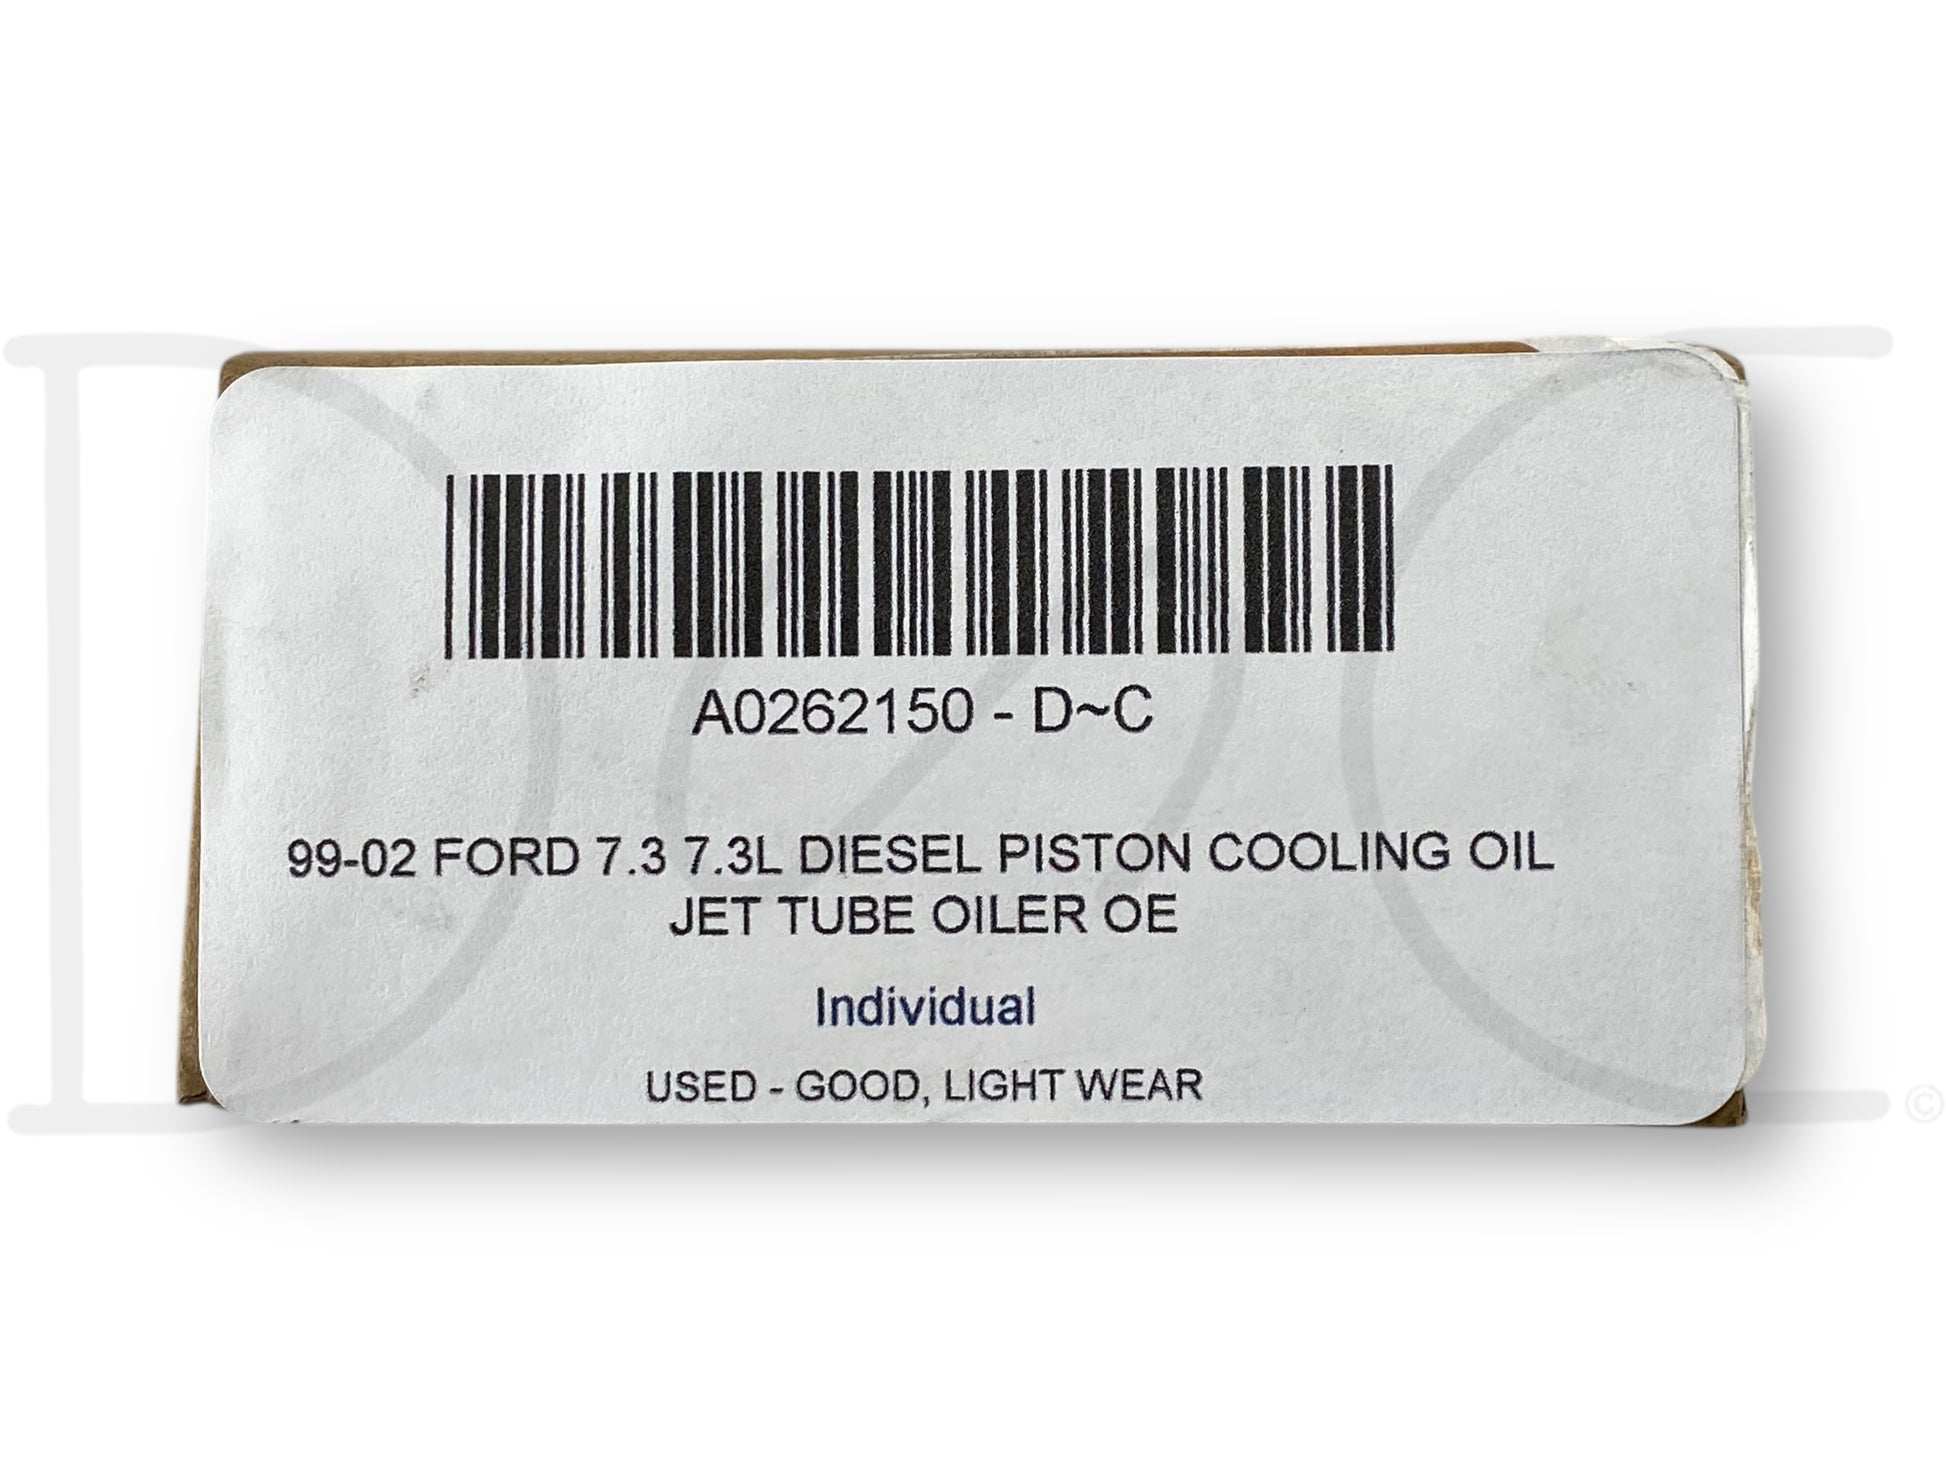 A0262150 - D~C
99-02 FORD 7.3 7.3L DIESEL PISTON COOLING OIL
JET TUBE OILER OE
Individual
USED - GOOD, LIGHT WEAR
©